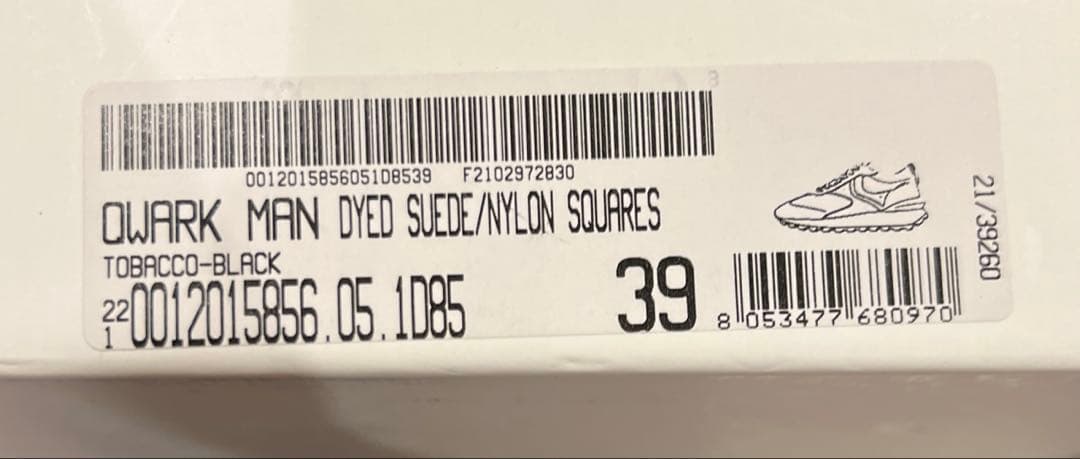 0012015856051D8539 F2102972830
QWARK MAN DYED SUEDE/NYLON SQUARES
TOBACCO-BLACK
22
1
0012015856.05.1D85
39
8 053477 680970
21/39260